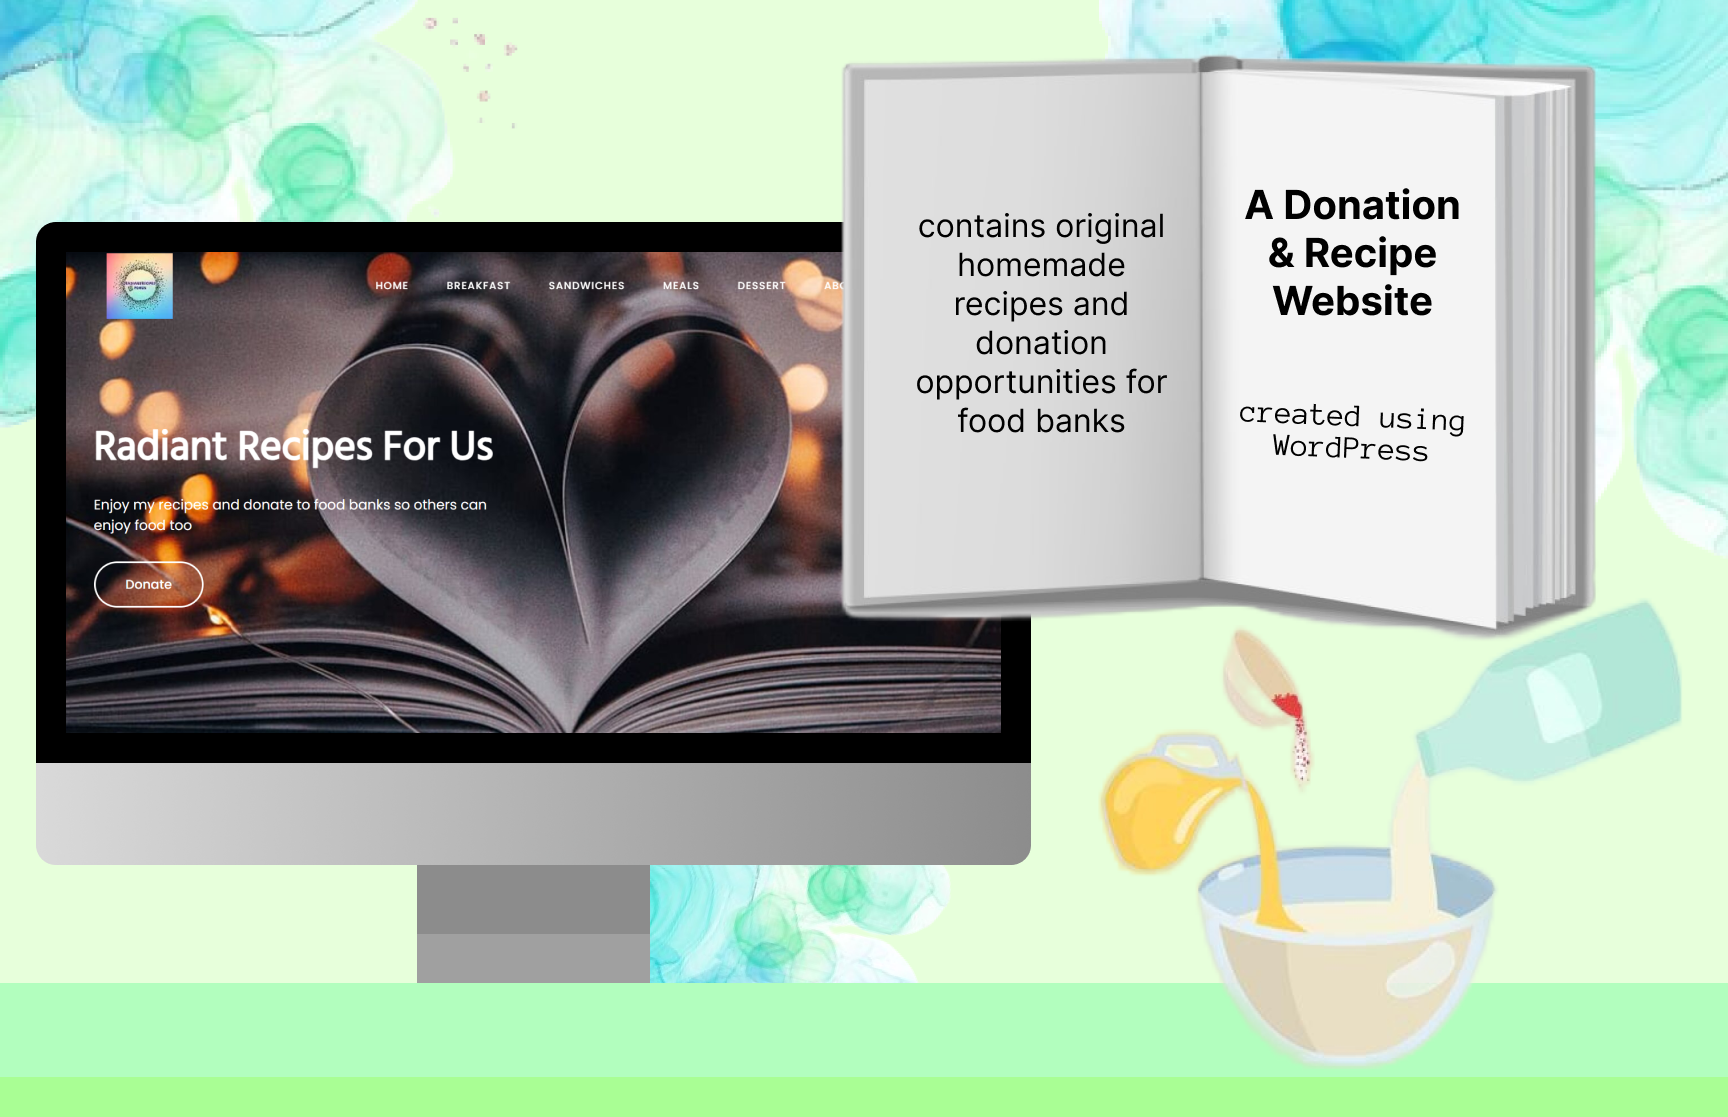 HOME BREAKFAST SANDWICHES MEALS DESSERT
Radiant Recipes For Us
Enjoy my recipes and donate to food banks so others can
enjoy food too
Donate
contains original
homemade
recipes and
donation
opportunities for
food banks
A Donation
& Recipe
Website
created using
WordPress